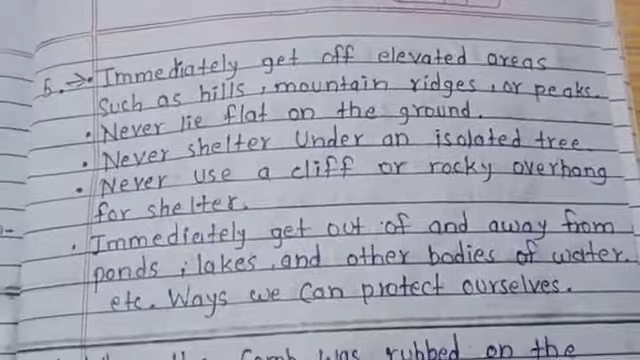 5. → • Immediately get off elevated areas
Such as hills, mountain ridges, or peaks.
• Never lie flat on the ground.
• Never shelter Under an isolated tree.
• Never use a cliff or rocky overhang
for shelter.
• Immediately get out of and away from
ponds, lakes, and other bodies of water.
etc. Ways we can protect ourselves.
Comb was rubbed on the